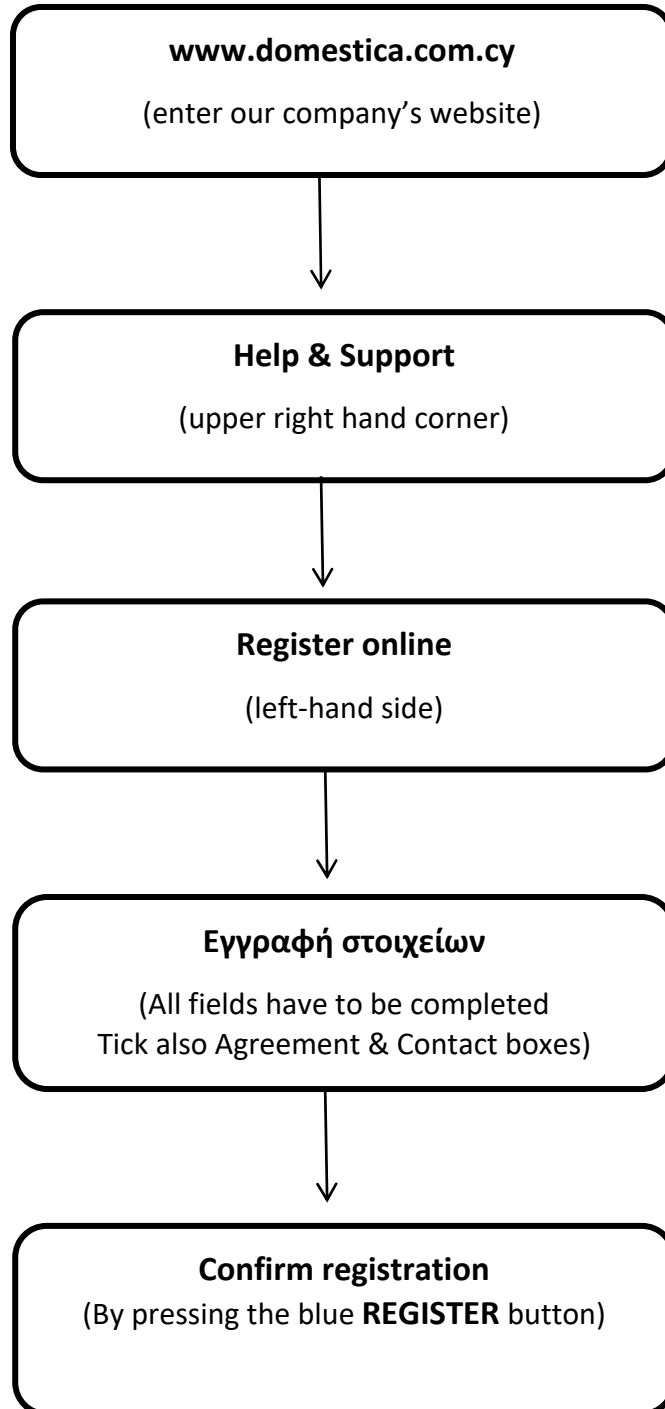 www.domestica.com.cy
(enter our company’s website)
Help & Support
(upper right hand corner)
Register online
(left-hand side)
Εγγραφή στοιχείων
(All fields have to be completed
Tick also Agreement & Contact boxes)
Confirm registration
(By pressing the blue REGISTER button)